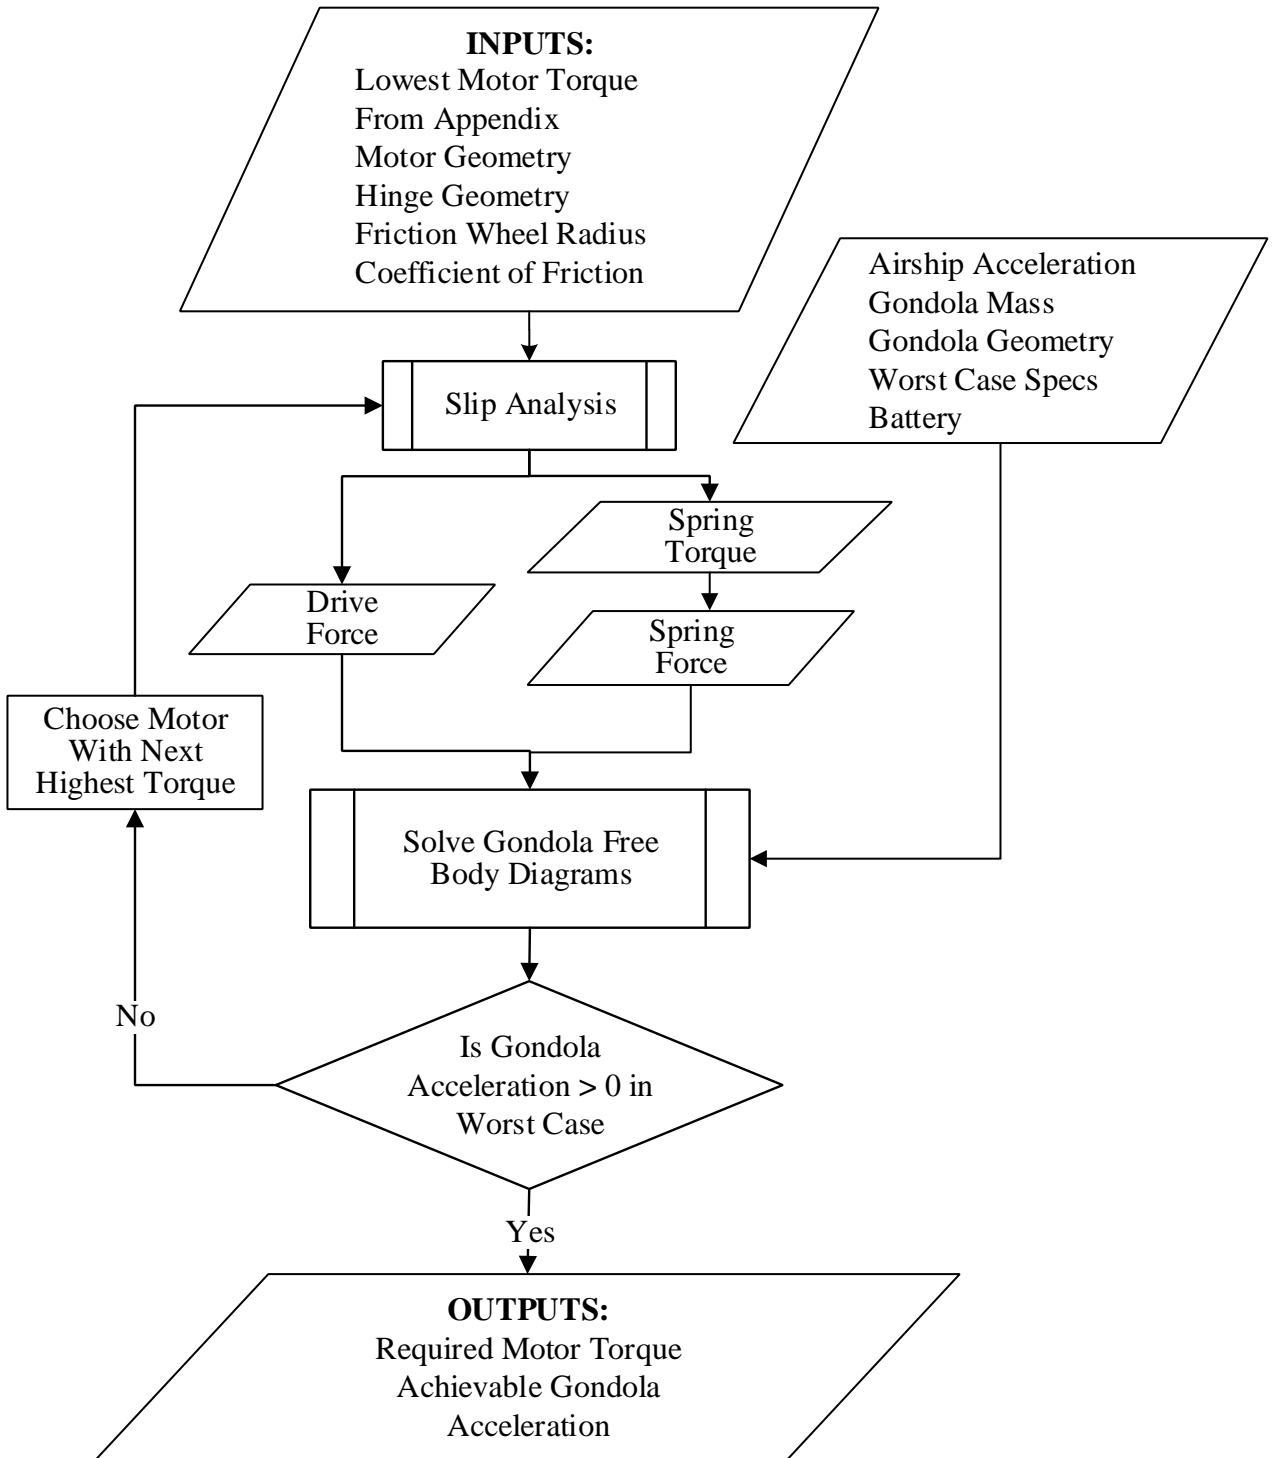 INPUTS:
Lowest Motor Torque
From Appendix
Motor Geometry
Hinge Geometry
Friction Wheel Radius
Coefficient of Friction
Airship Acceleration
Gondola Mass
Gondola Geometry
Worst Case Specs
Battery
Slip Analysis
Spring
Torque
Drive
Force
Spring
Force
Choose Motor
With Next
Highest Torque
Solve Gondola Free
Body Diagrams
No
Is Gondola
Acceleration > 0 in
Worst Case
Yes
OUTPUTS:
Required Motor Torque
Achievable Gondola
Acceleration